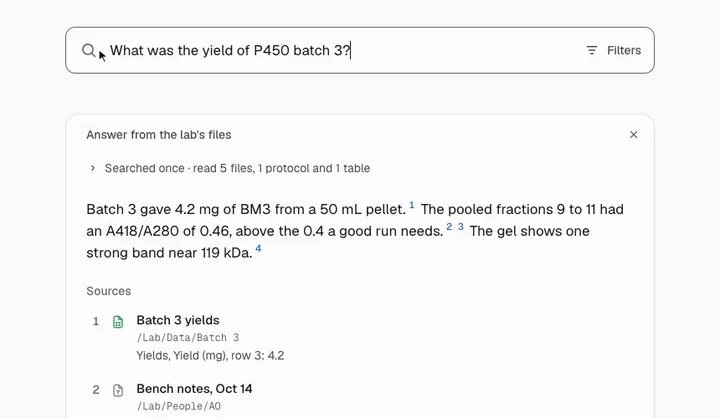 What was the yield of P450 batch 3?
Filters
Answer from the lab's files
Searched once · read 5 files, 1 protocol and 1 table
Batch 3 gave 4.2 mg of BM3 from a 50 mL pellet. 1 The pooled fractions 9 to 11 had
an A418/A280 of 0.46, above the 0.4 a good run needs. 2 3 The gel shows one
strong band near 119 kDa. 4
Sources
1 Batch 3 yields
/Lab/Data/Batch 3
Yields, Yield (mg), row 3: 4.2
2 Bench notes, Oct 14
/Lab/People/AO